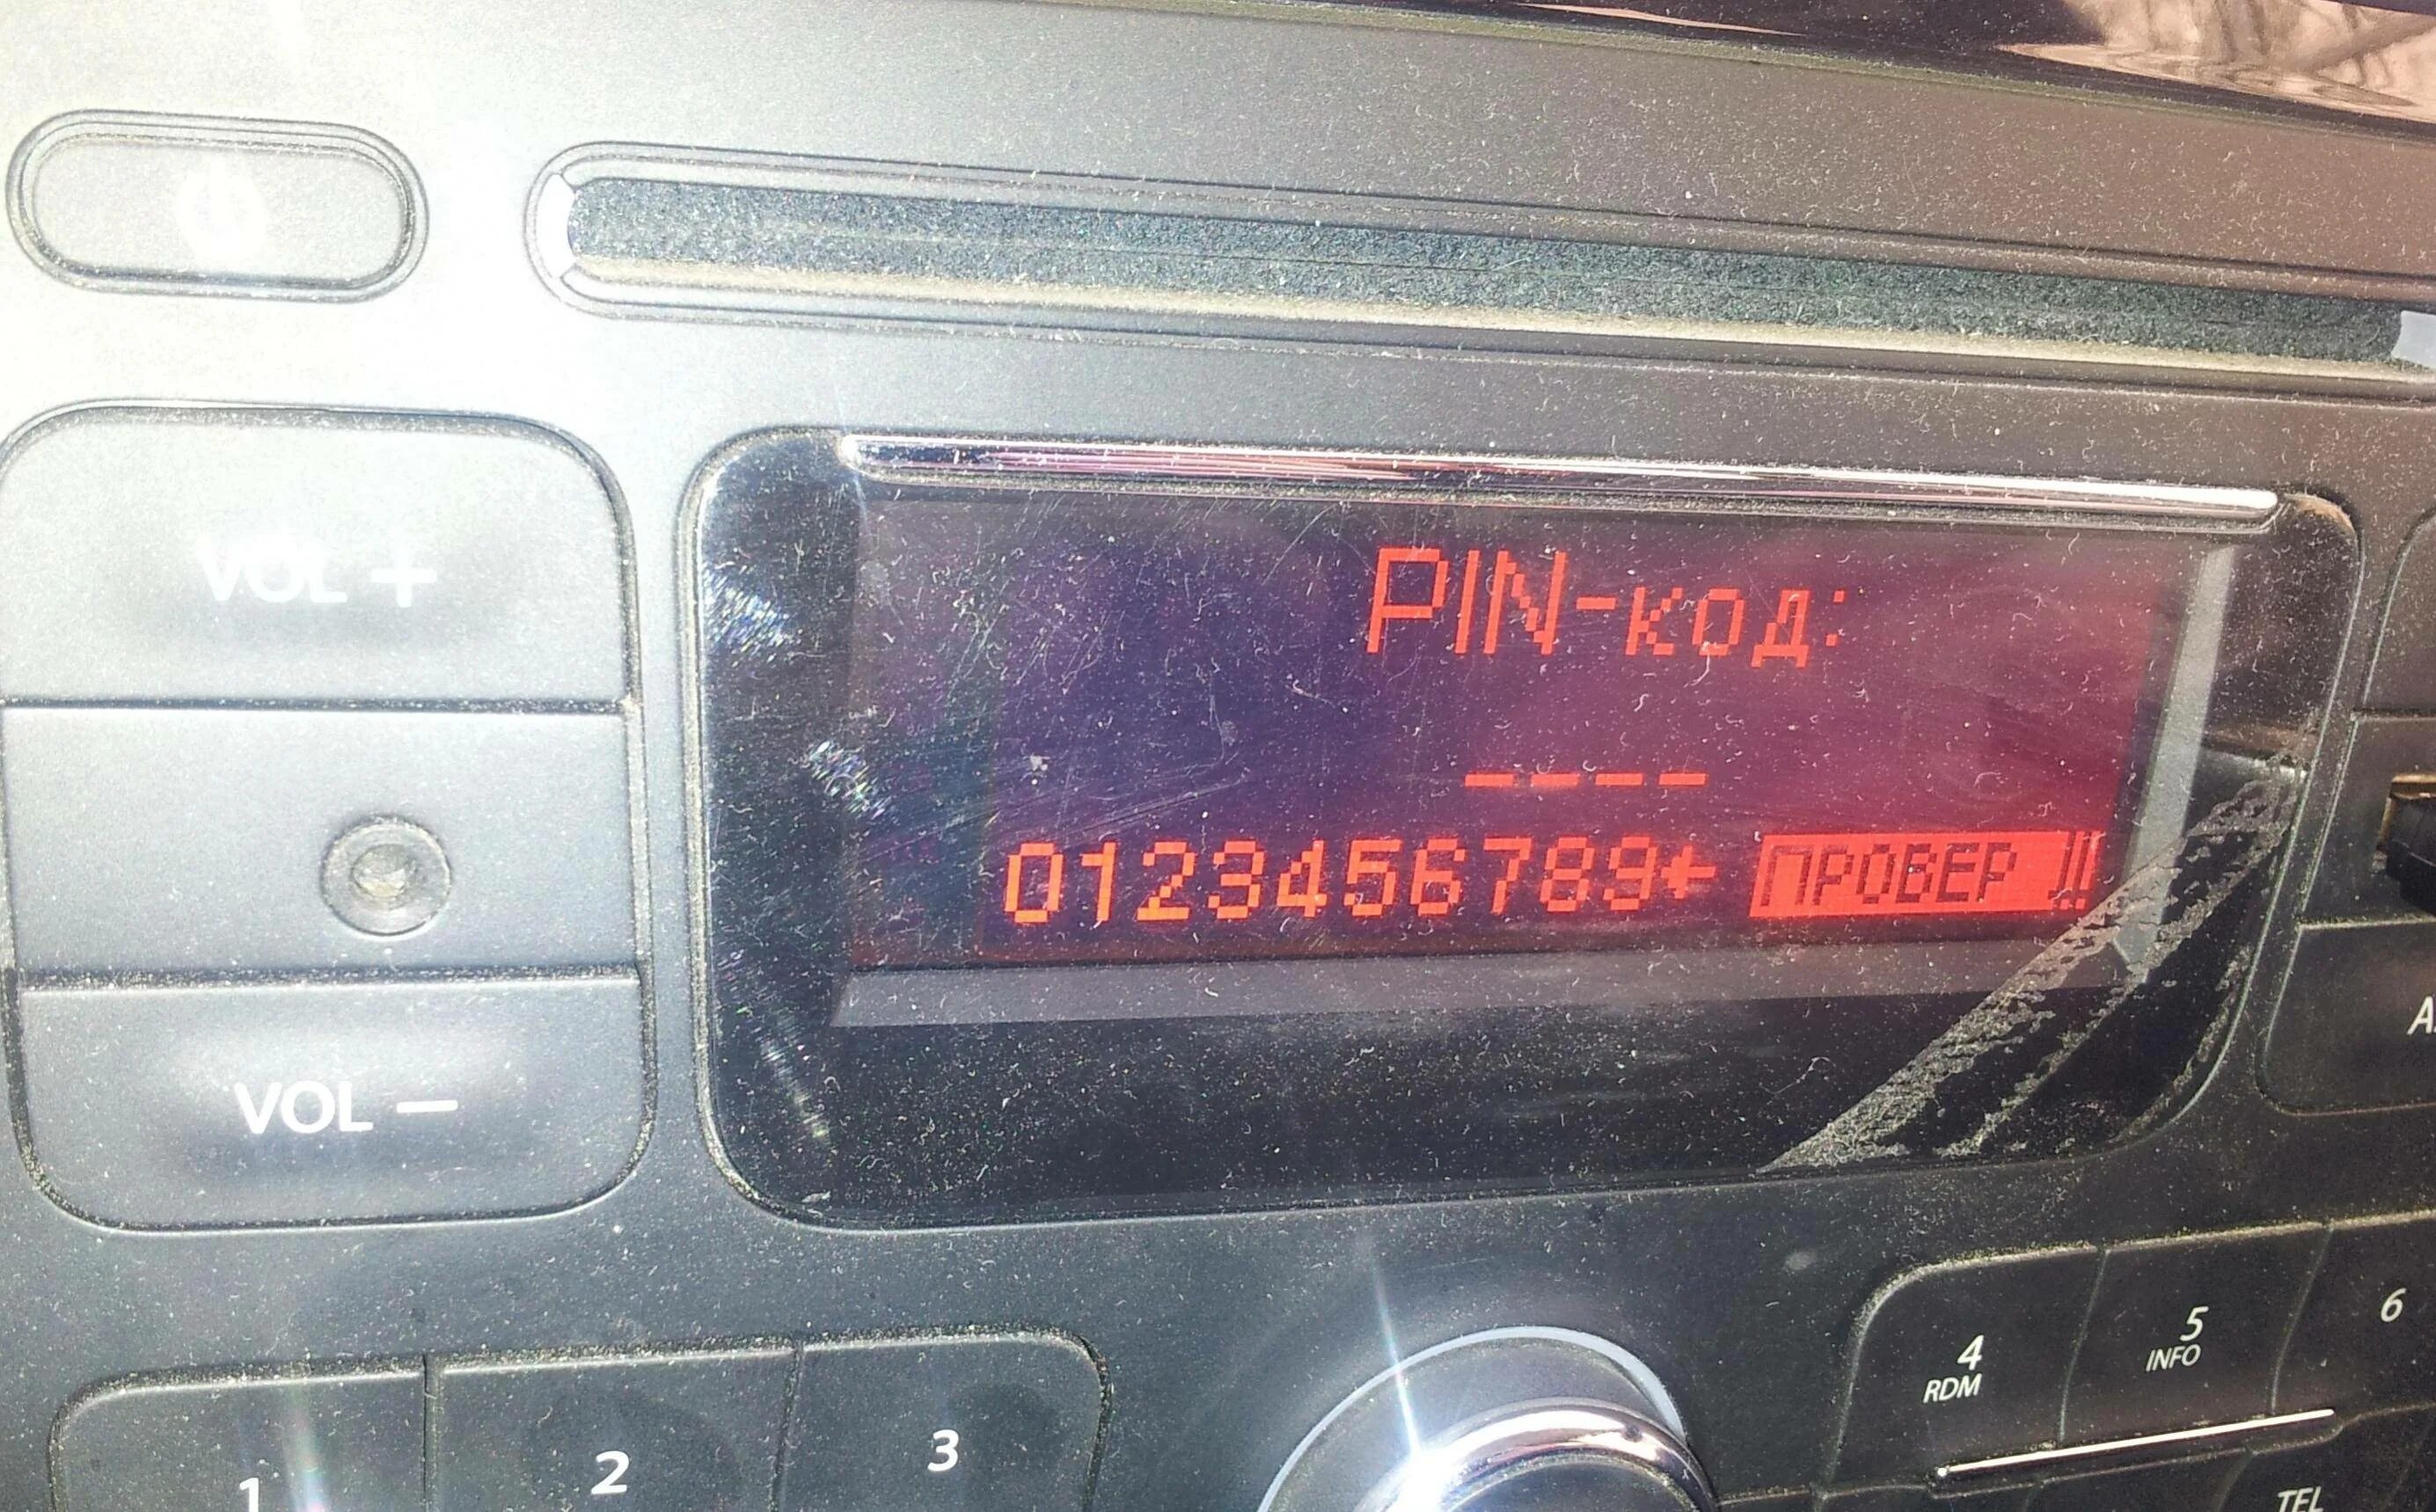 VOL +
PIN-код:
----
0123456789← ПРОВЕР !!
VOL –
A
1
2
3
4
RDM
5
INFO
6
TEL